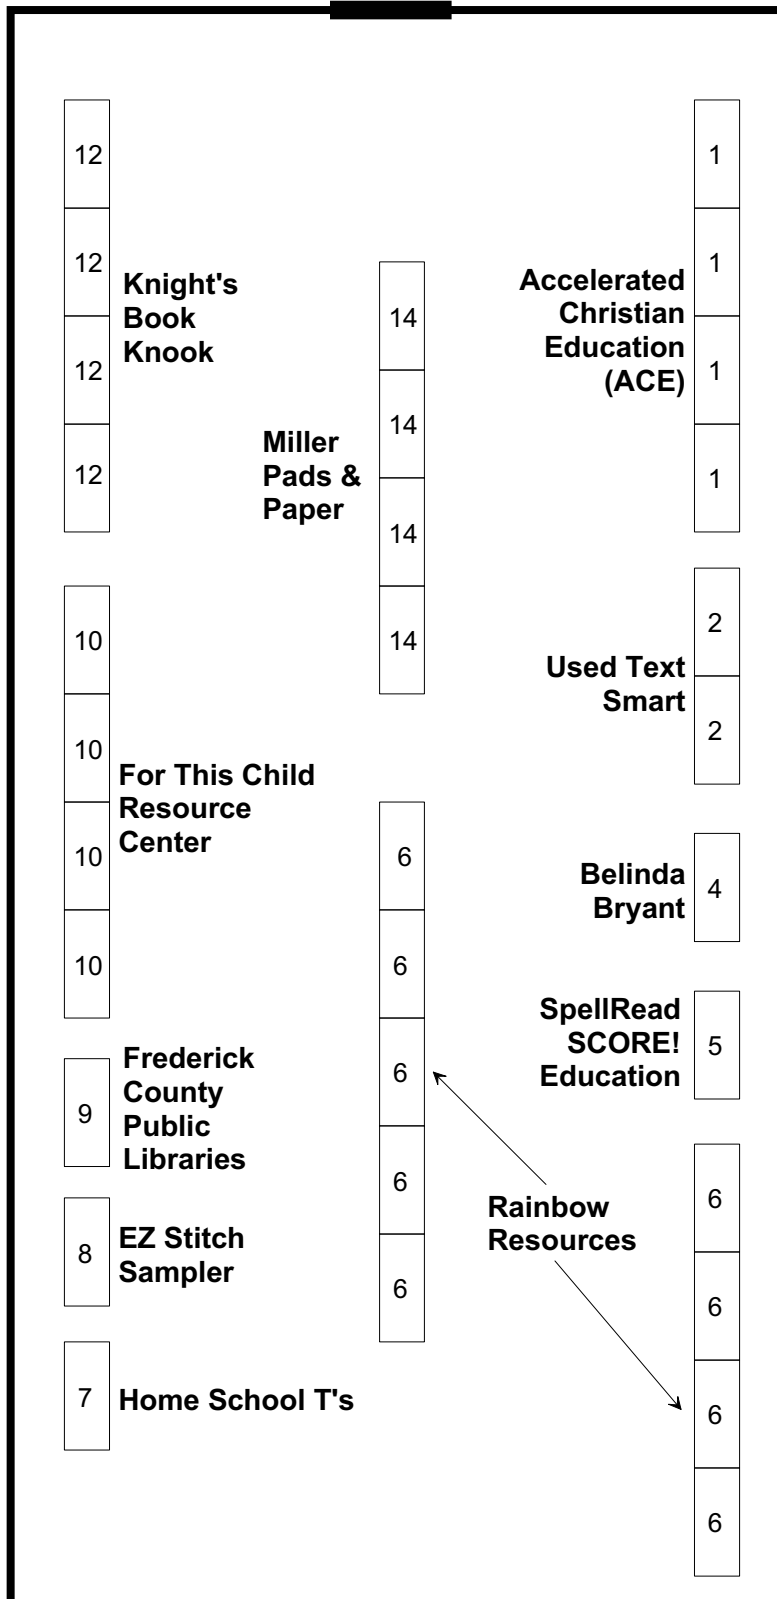 12
12
12
12
Knight's
Book
Knook
14
14
14
14
Miller
Pads &
Paper
Accelerated
Christian
Education
(ACE)
1
1
1
1
Used Text
Smart
2
2
10
10
10
10
For This Child
Resource
Center
Belinda
Bryant
4
SpellRead
SCORE!
Education
5
6
6
6
6
6
Rainbow
Resources
6
6
6
6
9
Frederick
County
Public
Libraries
8
EZ Stitch
Sampler
7
Home School T's